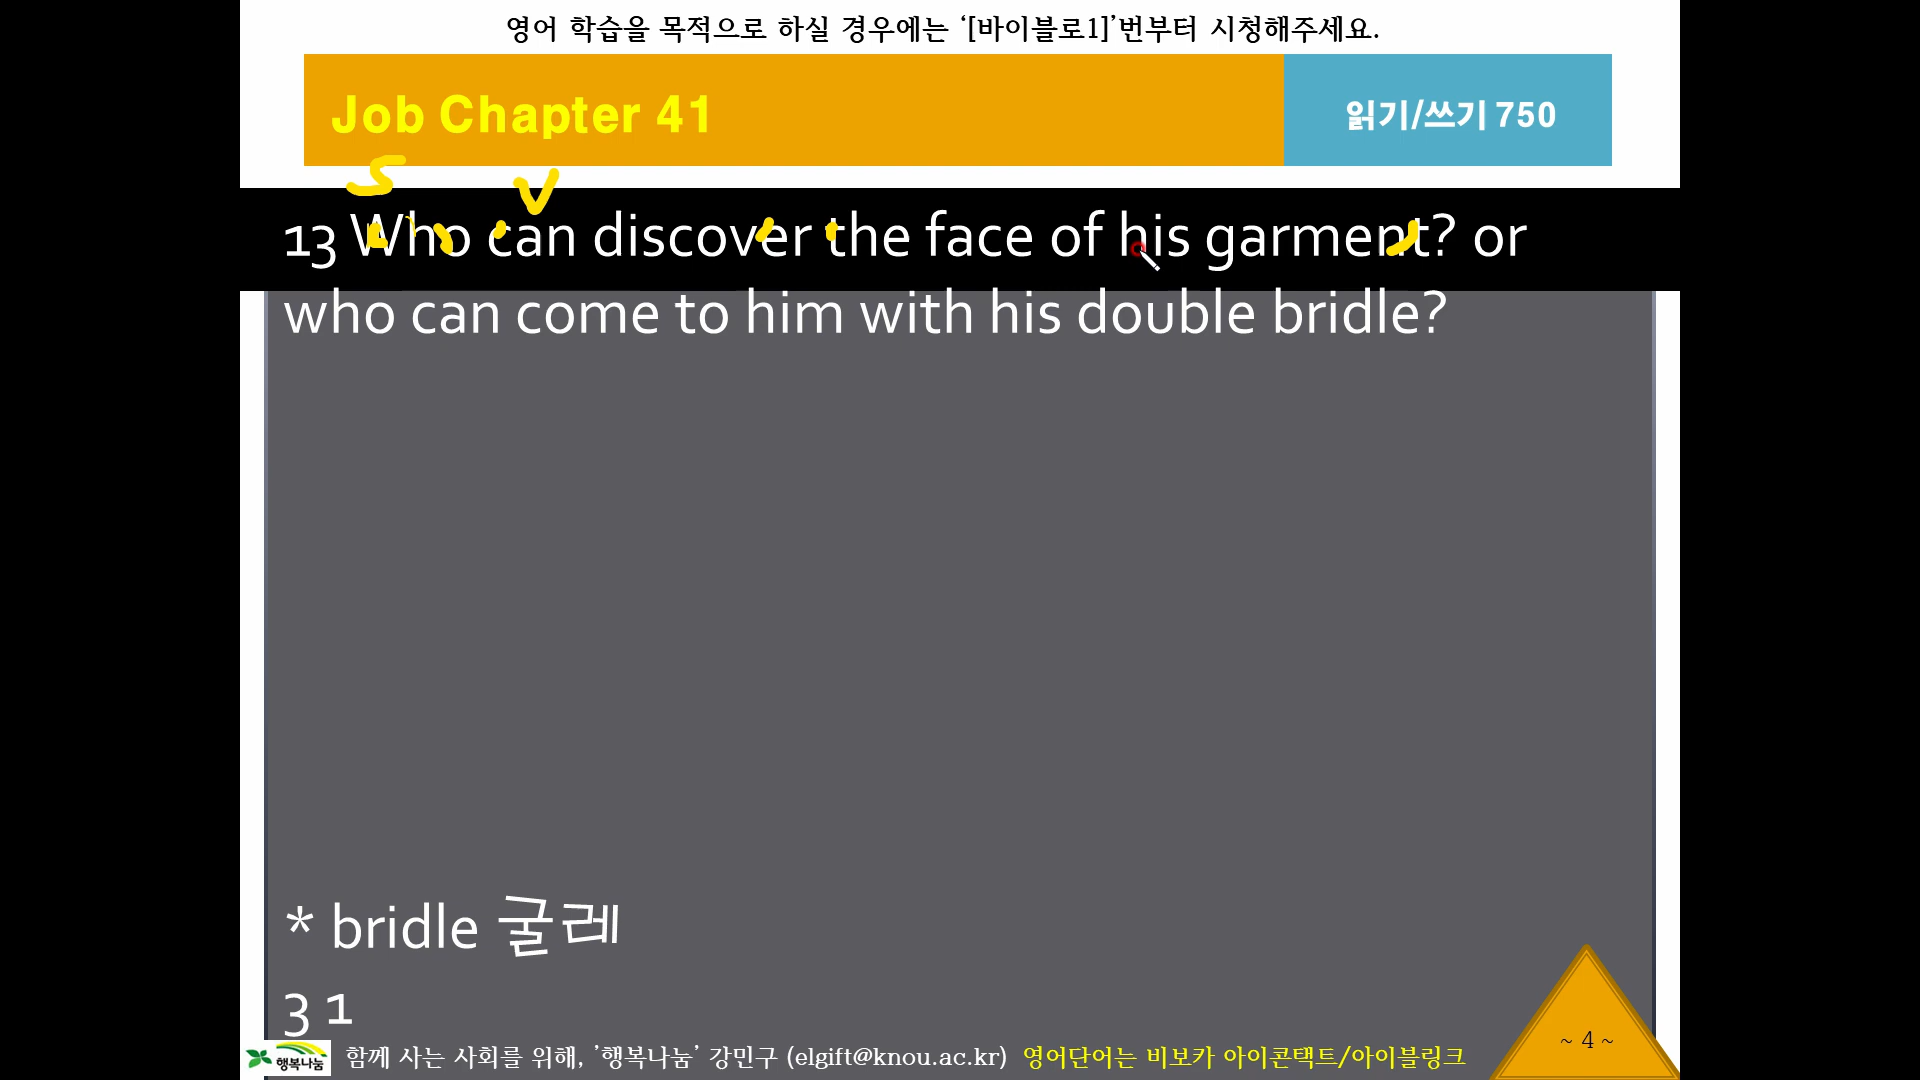 영어 학습을 목적으로 하실 경우에는 ‘[바이블로1]’번부터 시청해주세요.
Job Chapter 41
읽기/쓰기 750
S V
13 Who can discover the face of his garment? or
who can come to him with his double bridle?
* bridle 굴레
3 1
~ 4 ~
행복나눔 함께 사는 사회를 위해, ’행복나눔’ 강민구 (elgift@knou.ac.kr) 영어단어는 비보카 아이콘택트/아이블링크